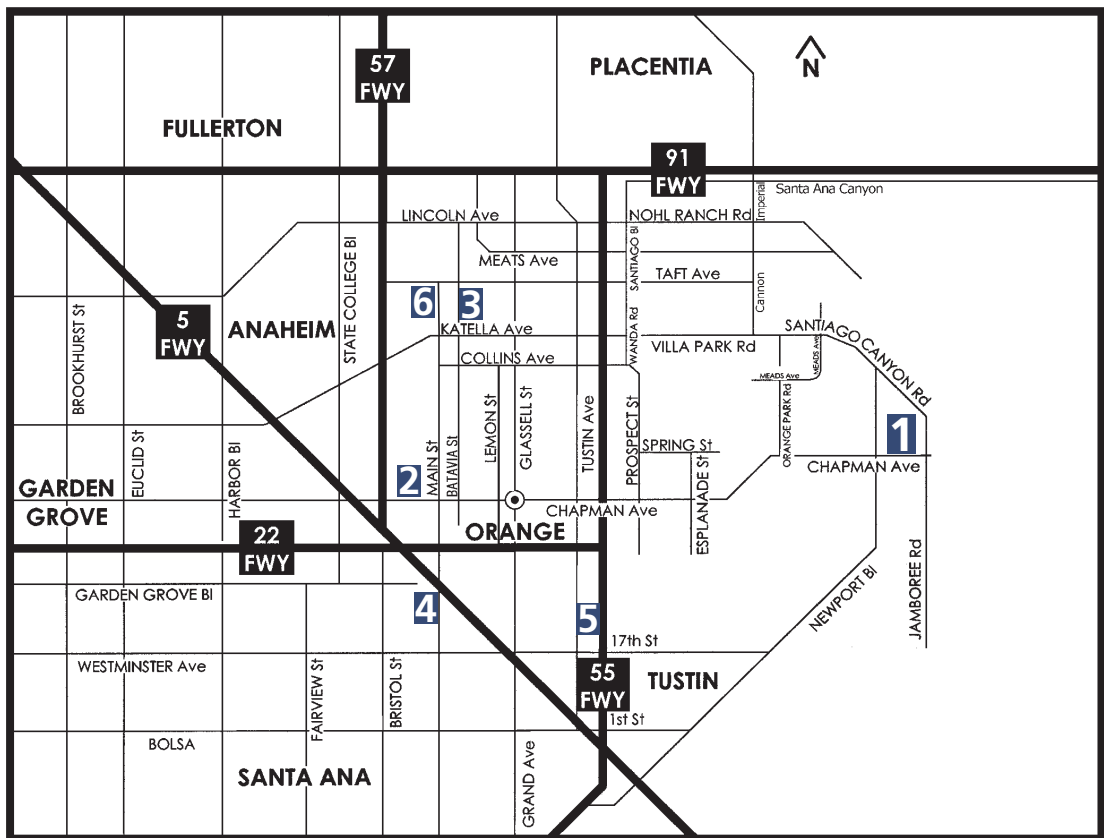 57
FWY
PLACENTIA
N
FULLERTON
91
FWY
Santa Ana Canyon
Imperial
LINCOLN Ave
NOHL RANCH Rd
SANTIAGO Bl
STATE COLLEGE Bl
MEATS Ave
TAFT Ave
Cannon
6
3
5
FWY
ANAHEIM
BROOKHURST St
KATELLA Ave
WANDA Rd
VILLA PARK Rd
SANTIAGO CANYON Rd
MEADS Ave
COLLINS Ave
MEADS Ave
ORANGE PARK Rd
LEMON St
GLASSELL St
TUSTIN Ave
PROSPECT St
1
SPRING St
EUCLID St
HARBOR Bl
MAIN St
BATAVIA St
ESPLANADE St
CHAPMAN Ave
2
GARDEN
GROVE
CHAPMAN Ave
ORANGE
22
FWY
JAMBOREE Rd
NEWPORT Bl
GARDEN GROVE Bl
4
5
17th St
WESTMINSTER Ave
FAIRVIEW St
BRISTOL St
55
FWY
TUSTIN
1st St
BOLSA
GRAND Ave
SANTA ANA